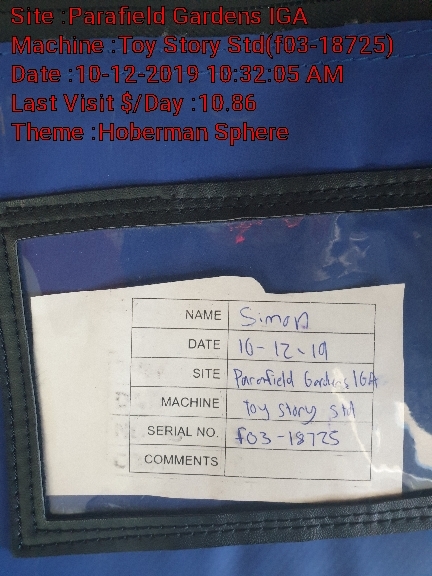 Site :Parafield Gardens IGA
Machine :Toy Story Std(f03-18725)
Date :10-12-2019 10:32:05 AM
Last Visit $/Day :10.86
Theme :Hoberman Sphere
NAME Simon
DATE 10-12-19
SITE Parafield Gardens IGA
MACHINE Toy Story Std
SERIAL NO. f03-18725
COMMENTS